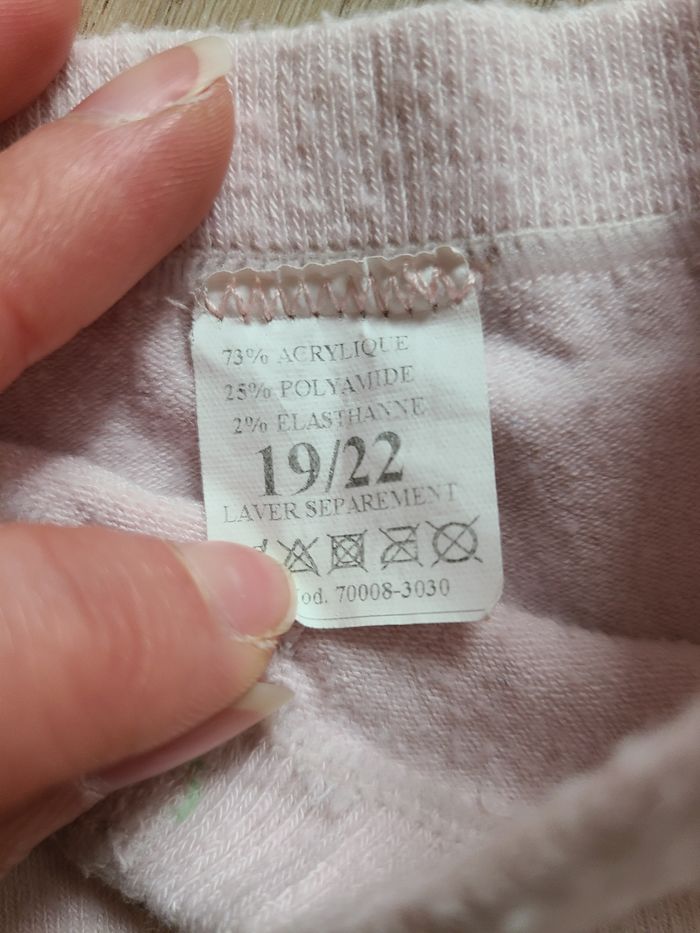 73% ACRYLIQUE
25% POLYAMIDE
2% ELASTHANNE
19/22
LAVER SEPAREMENT
70008-3030